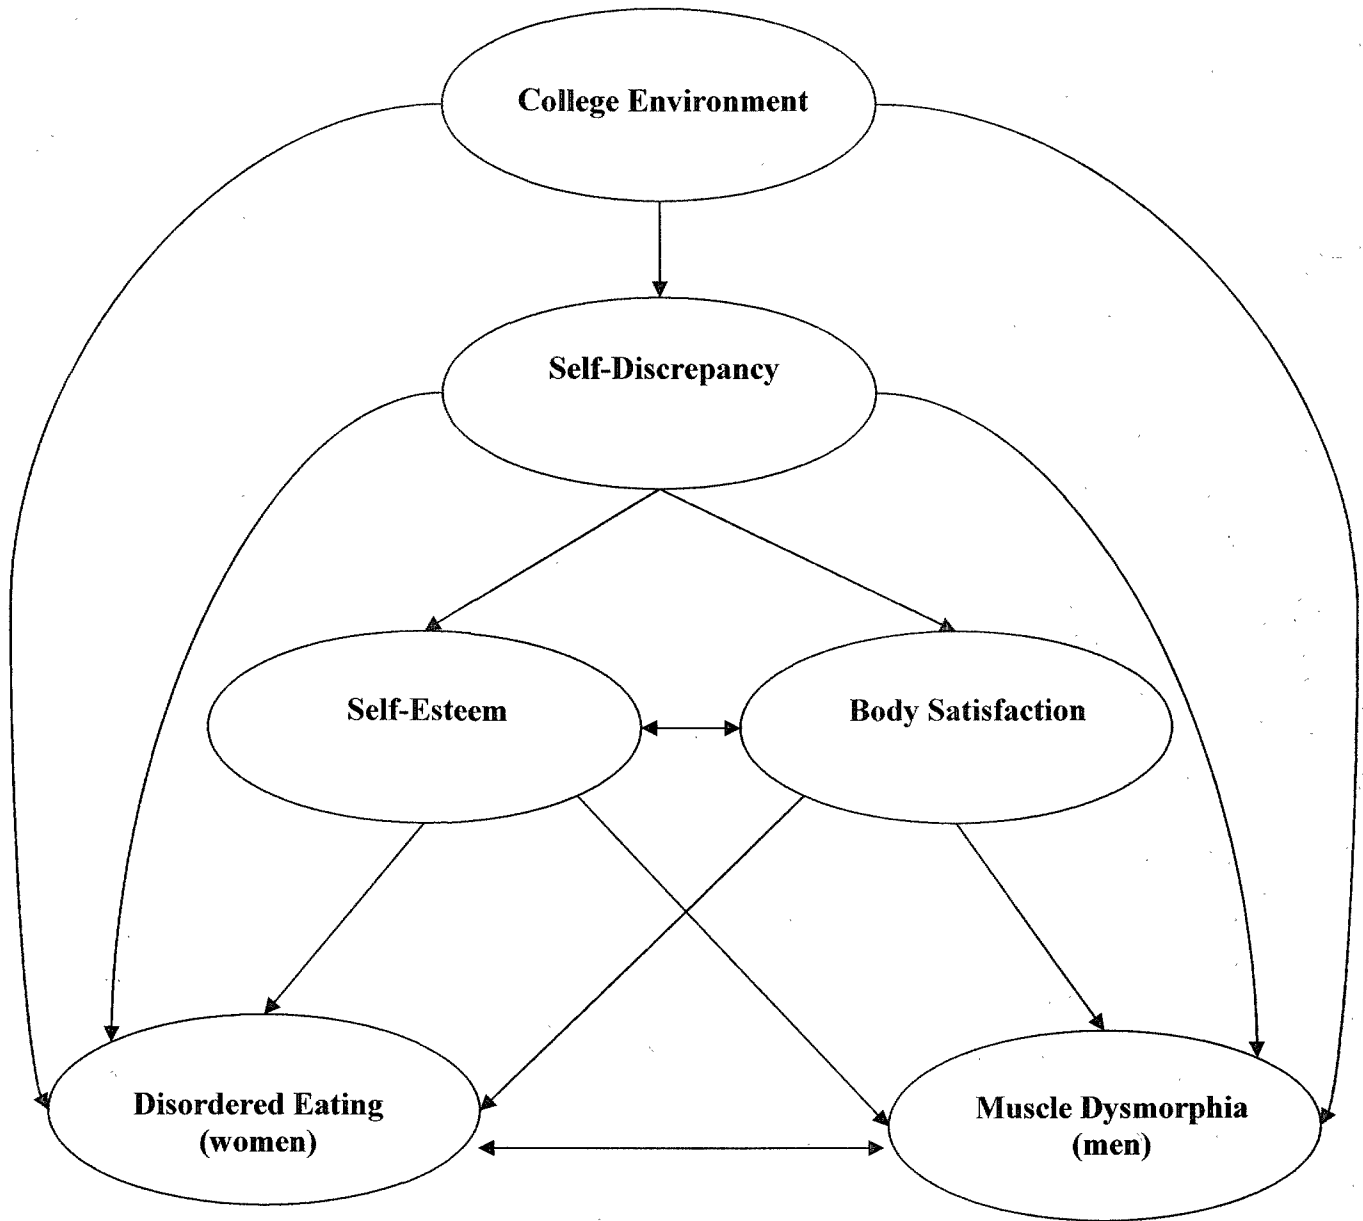 College Environment
Self-Discrepancy
Self-Esteem
Body Satisfaction
Disordered Eating
(women)
Muscle Dysmorphia
(men)